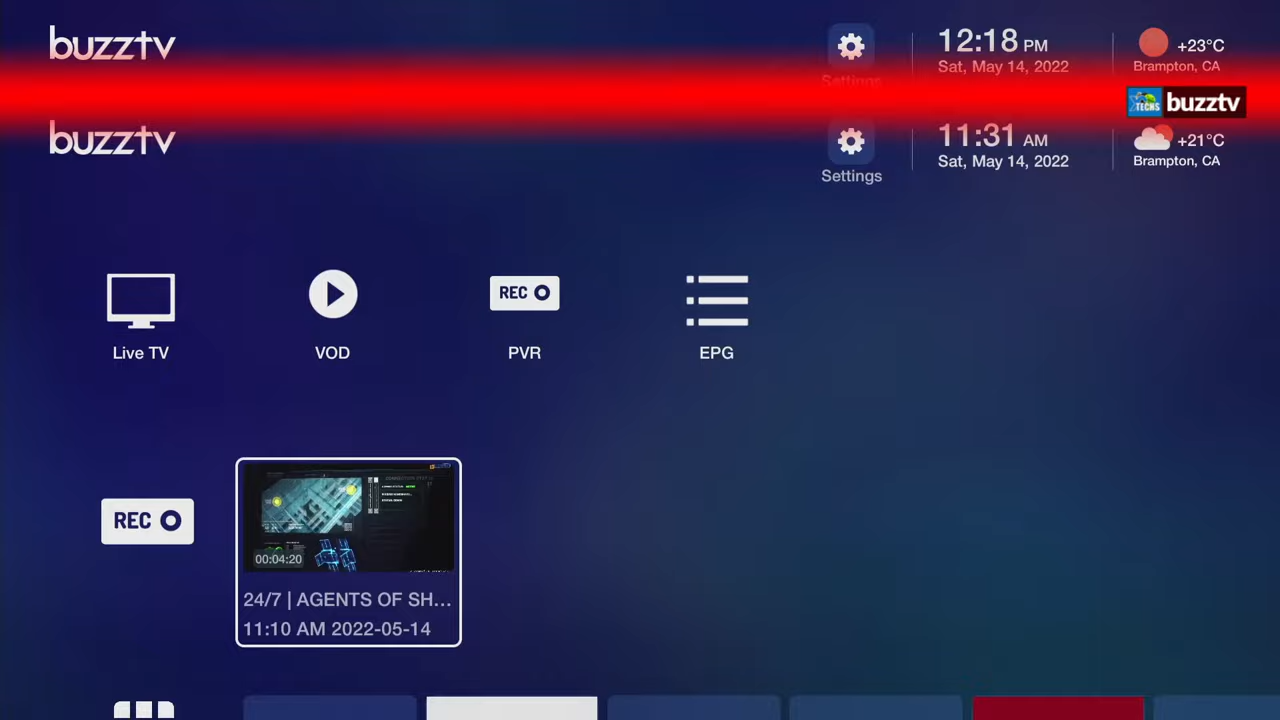 buzztv
12:18 PM
+23°C
Sat, May 14, 2022
Brampton, CA
Settings
TECNS buzztv
buzztv
11:31 AM
+21°C
Sat, May 14, 2022
Brampton, CA
Settings
REC
Live TV
VOD
PVR
EPG
REC
00:04:20
24/7 | AGENTS OF SH...
11:10 AM 2022-05-14